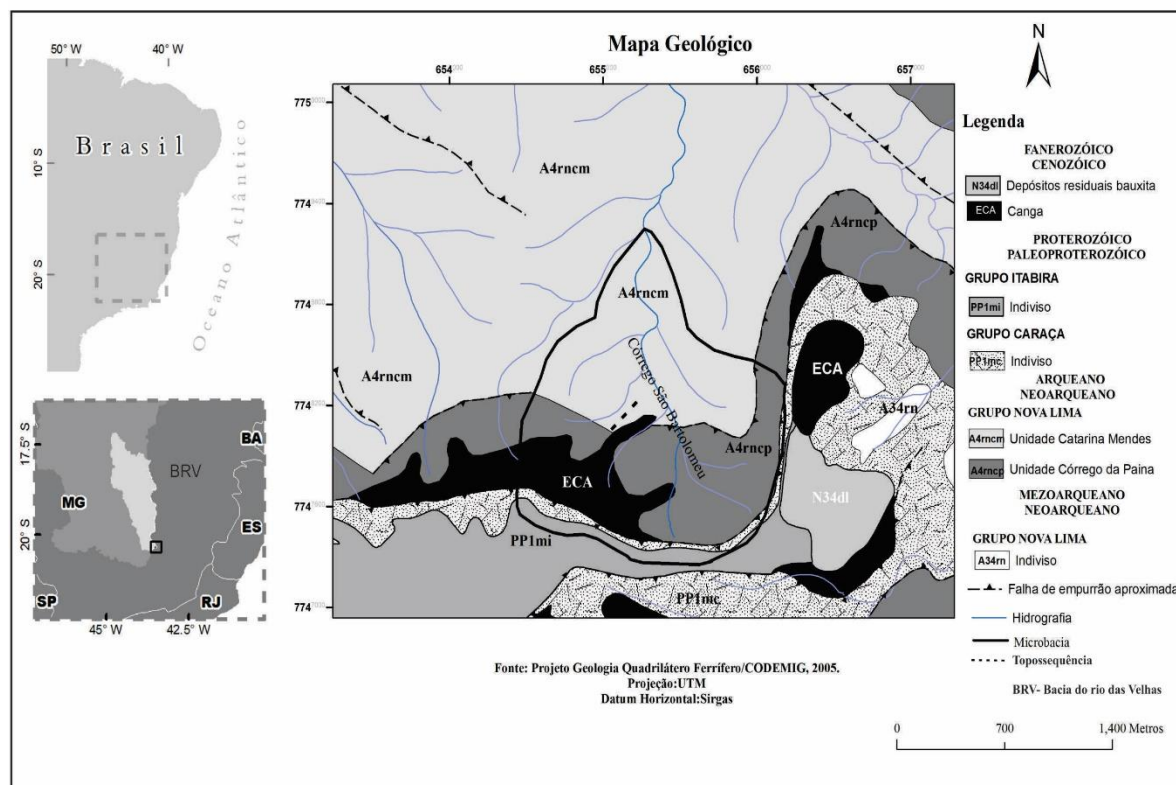 50° W
40° W
Brasil
10° S
20° S
Oceano Atlântico
17.5° S
20° S
BA
BRV
MG
ES
SP
RJ
45° W
42.5° W
Mapa Geológico
654
655
656
657
775
774
774
774
774
774
A4rncm
A4rncp
A4rncm
A4rncm
ECA
A34rn
Córrego São Bartolomeu
A4rncp
ECA
N34dl
PP1mi
PP1mc
Fonte: Projeto Geologia Quadrilátero Ferrífero/CODEMIG, 2005.
Projeção:UTM
Datum Horizontal:Sirgas
N
Legenda
FANEROZÓICO
CENOZÓICO
N34dl Depósitos residuais bauxita
ECA Canga
PROTEROZÓICO
PALEOPROTEROZÓICO
GRUPO ITABIRA
PP1mi Indiviso
GRUPO CARAÇA
PP1mc Indiviso
ARQUEANO
NEOARQUEANO
GRUPO NOVA LIMA
A4rncm Unidade Catarina Mendes
A4rncp Unidade Córrego da Paina
MEZOARQUEANO
NEOARQUEANO
GRUPO NOVA LIMA
A34rn Indiviso
Falha de empurrão aproximada
Hidrografia
Microbacia
Topossequência
BRV- Bacia do rio das Velhas
0 700 1,400 Metros